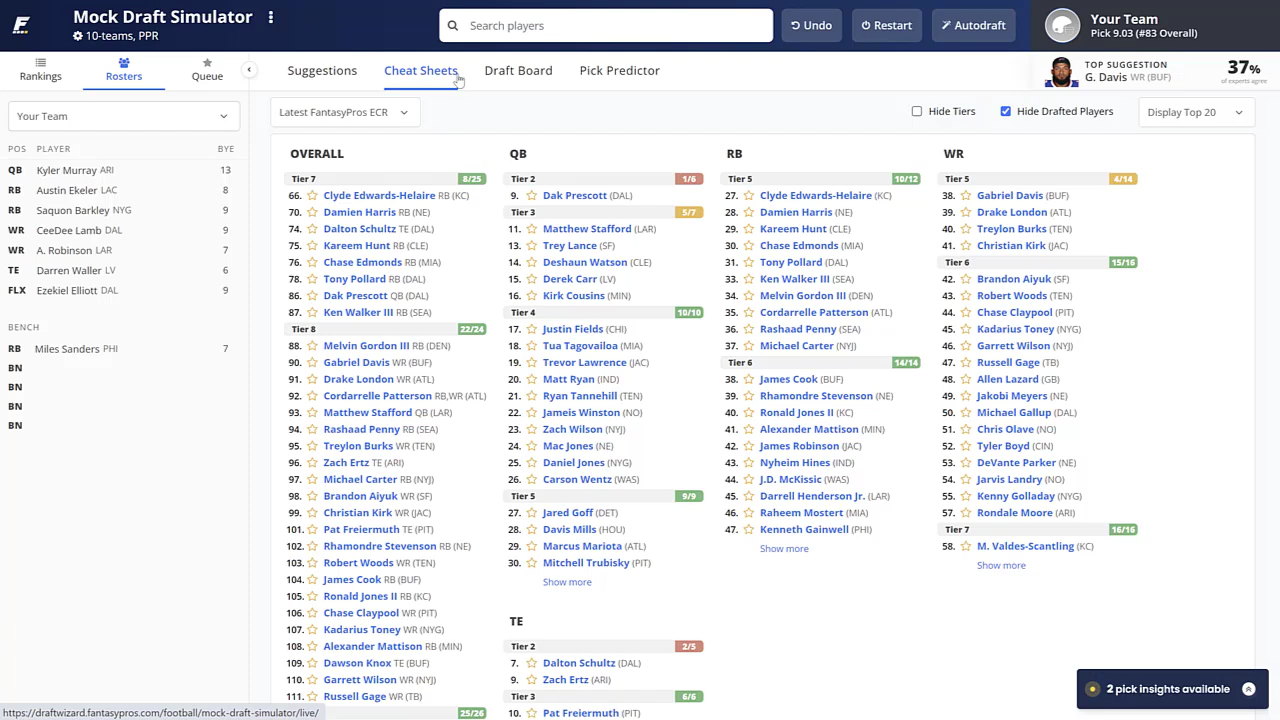 Mock Draft Simulator
10-teams, PPR
Search players
Undo
Restart
Autodraft
Your Team
Pick 9.03 (#83 Overall)
Rankings
Rosters
Queue
Suggestions
Cheat Sheets
Draft Board
Pick Predictor
TOP SUGGESTION
G. Davis WR (BUF)
37%
of experts agree
Your Team
Latest FantasyPros ECR
Hide Tiers
Hide Drafted Players
Display Top 20
POS PLAYER BYE
QB Kyler Murray ARI 13
RB Austin Ekeler LAC 8
RB Saquon Barkley NYG 9
WR CeeDee Lamb DAL 9
WR A. Robinson LAR 7
TE Darren Waller LV 6
FLX Ezekiel Elliott DAL 9
BENCH
RB Miles Sanders PHI 7
BN
BN
BN
BN
OVERALL
Tier 7 8/25
66. Clyde Edwards-Helaire RB (KC)
70. Damien Harris RB (NE)
74. Dalton Schultz TE (DAL)
75. Kareem Hunt RB (CLE)
76. Chase Edmonds RB (MIA)
78. Tony Pollard RB (DAL)
86. Dak Prescott QB (DAL)
87. Ken Walker III RB (SEA)
Tier 8 22/24
88. Melvin Gordon III RB (DEN)
90. Gabriel Davis WR (BUF)
91. Drake London WR (ATL)
92. Cordarrelle Patterson RB,WR (ATL)
93. Matthew Stafford QB (LAR)
94. Rashaad Penny RB (SEA)
95. Treylon Burks WR (TEN)
96. Zach Ertz TE (ARI)
97. Michael Carter RB (NYJ)
98. Brandon Aiyuk WR (SF)
99. Christian Kirk WR (JAC)
101. Pat Freiermuth TE (PIT)
102. Rhamondre Stevenson RB (NE)
103. Robert Woods WR (TEN)
104. James Cook RB (BUF)
105. Ronald Jones II RB (KC)
106. Chase Claypool WR (PIT)
107. Kadarius Toney WR (NYG)
108. Alexander Mattison RB (MIN)
109. Dawson Knox TE (BUF)
110. Garrett Wilson WR (NYJ)
111. Russell Gage WR (TB)
25/26
QB
Tier 2 1/6
9. Dak Prescott (DAL)
Tier 3 5/7
11. Matthew Stafford (LAR)
13. Trey Lance (SF)
14. Deshaun Watson (CLE)
15. Derek Carr (LV)
16. Kirk Cousins (MIN)
Tier 4 10/10
17. Justin Fields (CHI)
18. Tua Tagovailoa (MIA)
19. Trevor Lawrence (JAC)
20. Matt Ryan (IND)
21. Ryan Tannehill (TEN)
22. Jameis Winston (NO)
23. Zach Wilson (NYJ)
24. Mac Jones (NE)
25. Daniel Jones (NYG)
26. Carson Wentz (WAS)
Tier 5 9/9
27. Jared Goff (DET)
28. Davis Mills (HOU)
29. Marcus Mariota (ATL)
30. Mitchell Trubisky (PIT)
Show more
TE
Tier 2 2/5
7. Dalton Schultz (DAL)
9. Zach Ertz (ARI)
Tier 3 6/6
10. Pat Freiermuth (PIT)
RB
Tier 5 10/12
27. Clyde Edwards-Helaire (KC)
28. Damien Harris (NE)
29. Kareem Hunt (CLE)
30. Chase Edmonds (MIA)
31. Tony Pollard (DAL)
33. Ken Walker III (SEA)
34. Melvin Gordon III (DEN)
35. Cordarrelle Patterson (ATL)
36. Rashaad Penny (SEA)
37. Michael Carter (NYJ)
Tier 6 14/14
38. James Cook (BUF)
39. Rhamondre Stevenson (NE)
40. Ronald Jones II (KC)
41. Alexander Mattison (MIN)
42. James Robinson (JAC)
43. Nyheim Hines (IND)
44. J.D. McKissic (WAS)
45. Darrell Henderson Jr. (LAR)
46. Raheem Mostert (MIA)
47. Kenneth Gainwell (PHI)
Show more
WR
Tier 5 4/14
38. Gabriel Davis (BUF)
39. Drake London (ATL)
40. Treylon Burks (TEN)
41. Christian Kirk (JAC)
Tier 6 15/16
42. Brandon Aiyuk (SF)
43. Robert Woods (TEN)
44. Chase Claypool (PIT)
45. Kadarius Toney (NYG)
46. Garrett Wilson (NYJ)
47. Russell Gage (TB)
48. Allen Lazard (GB)
49. Jakobi Meyers (NE)
50. Michael Gallup (DAL)
51. Chris Olave (NO)
52. Tyler Boyd (CIN)
53. DeVante Parker (NE)
54. Jarvis Landry (NO)
55. Kenny Golladay (NYG)
57. Rondale Moore (ARI)
Tier 7 16/16
58. M. Valdes-Scantling (KC)
Show more
2 pick insights available
https://draftwizard.fantasypros.com/football/mock-draft-simulator/live/